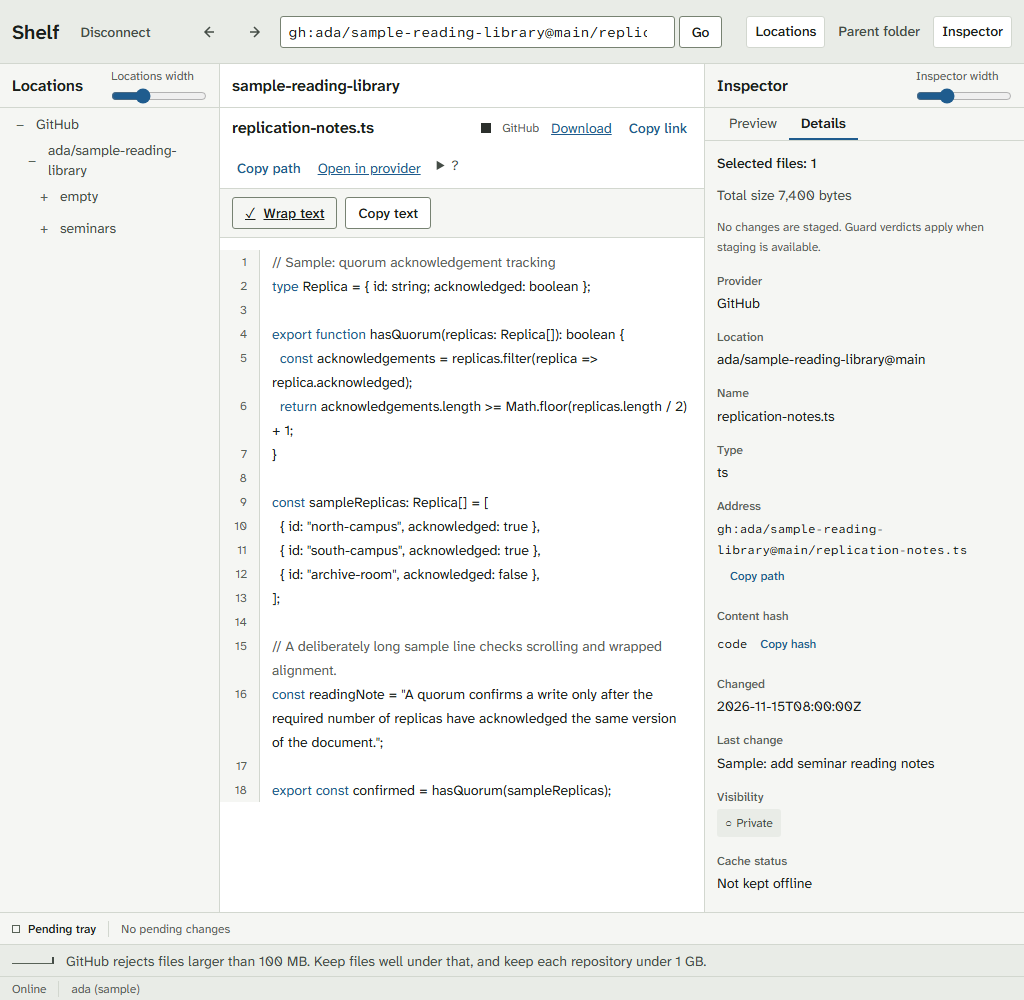 Shelf Disconnect ← → gh:ada/sample-reading-library@main/replic Go Locations Parent folder Inspector
Locations Locations width
− GitHub
− ada/sample-reading-
library
+ empty
+ seminars
sample-reading-library
replication-notes.ts GitHub Download Copy link
Copy path Open in provider ▶ ?
✓ Wrap text Copy text
1 // Sample: quorum acknowledgement tracking
2 type Replica = { id: string; acknowledged: boolean };
3
4 export function hasQuorum(replicas: Replica[]): boolean {
5 const acknowledgements = replicas.filter(replica =>
replica.acknowledged);
6 return acknowledgements.length >= Math.floor(replicas.length / 2)
+ 1;
7 }
8
9 const sampleReplicas: Replica[] = [
10 { id: "north-campus", acknowledged: true },
11 { id: "south-campus", acknowledged: true },
12 { id: "archive-room", acknowledged: false },
13 ];
14
15 // A deliberately long sample line checks scrolling and wrapped
alignment.
16 const readingNote = "A quorum confirms a write only after the
required number of replicas have acknowledged the same version
of the document.";
17
18 export const confirmed = hasQuorum(sampleReplicas);
Inspector Inspector width
Preview Details
Selected files: 1
Total size 7,400 bytes
No changes are staged. Guard verdicts apply when
staging is available.
Provider
GitHub
Location
ada/sample-reading-library@main
Name
replication-notes.ts
Type
ts
Address
gh:ada/sample-reading-
library@main/replication-notes.ts
Copy path
Content hash
code Copy hash
Changed
2026-11-15T08:00:00Z
Last change
Sample: add seminar reading notes
Visibility
○ Private
Cache status
Not kept offline
Pending tray No pending changes
GitHub rejects files larger than 100 MB. Keep files well under that, and keep each repository under 1 GB.
Online ada (sample)